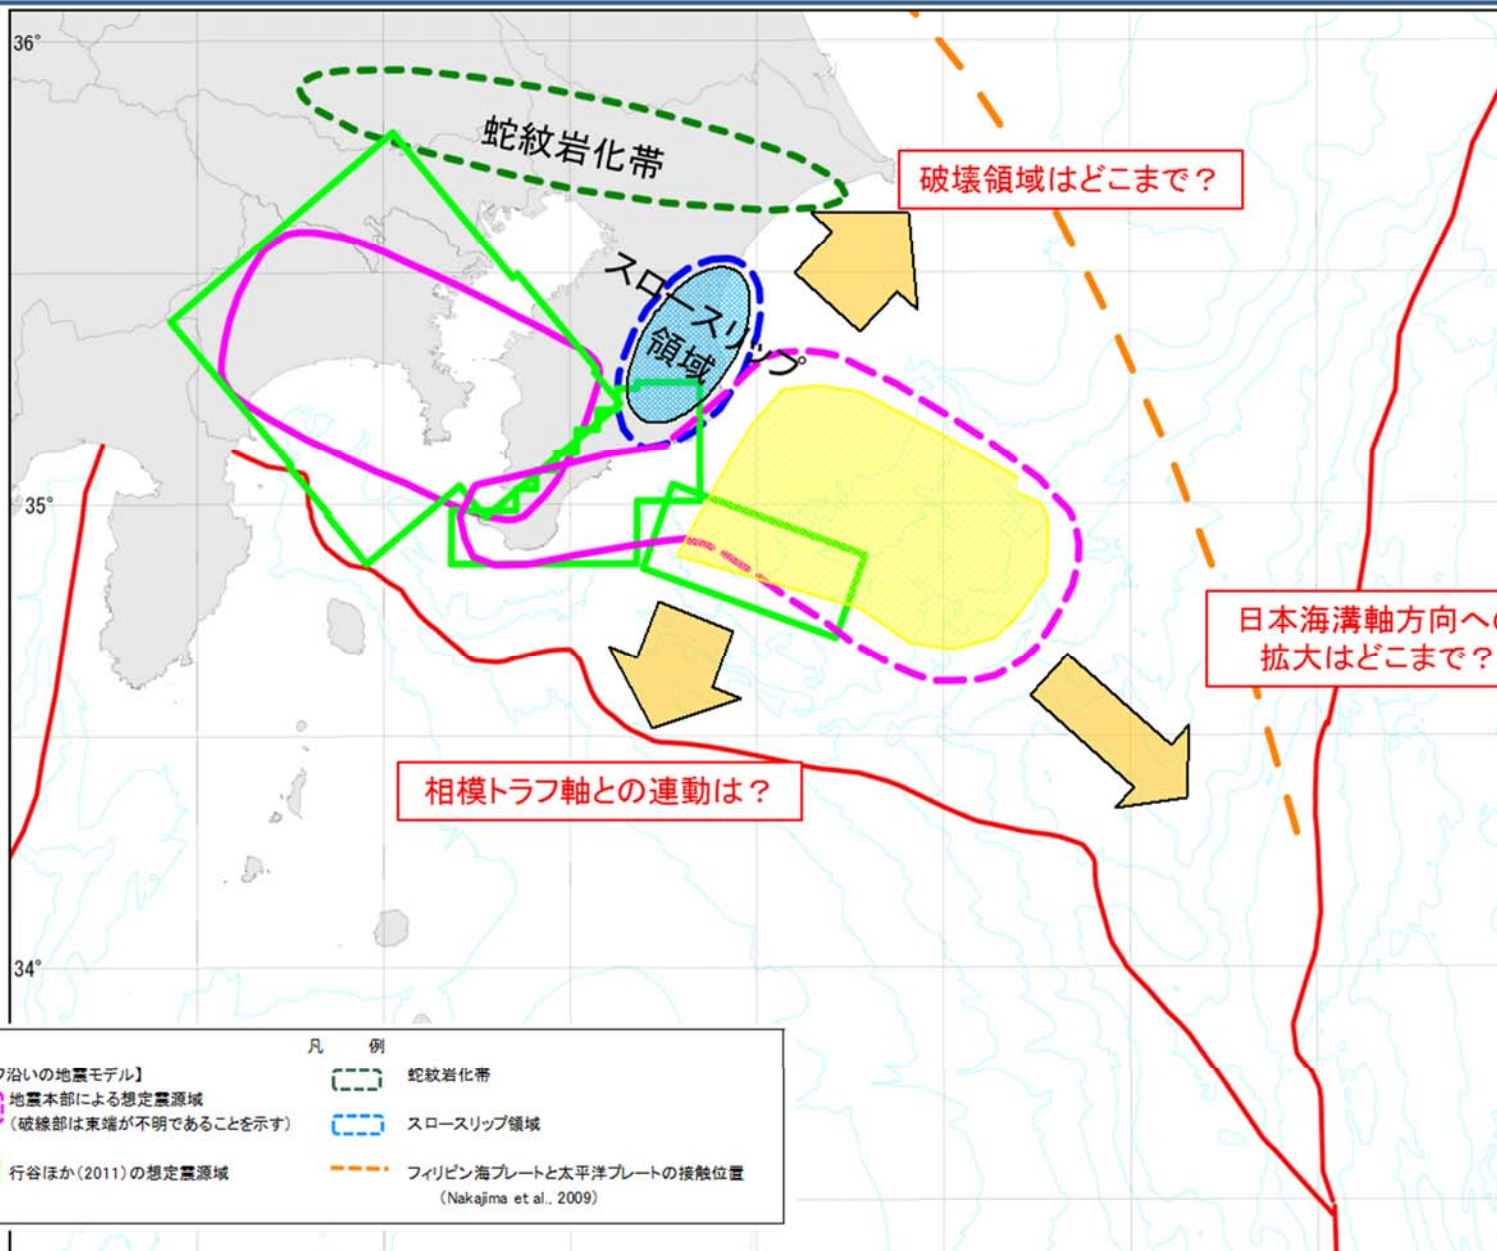 36°
蛇紋岩化帯
破壊領域はどこまで？
スロースリップ
領域
35°
日本海溝軸方向への
拡大はどこまで？
相模トラフ軸との連動は？
34°
凡 例
フ沿いの地震モデル】
地震本部による想定震源域
（破線部は東端が不明であることを示す）
行谷ほか（2011）の想定震源域
蛇紋岩化帯
スロースリップ領域
フィリピン海プレートと太平洋プレートの接触位置
（Nakajima et al., 2009）